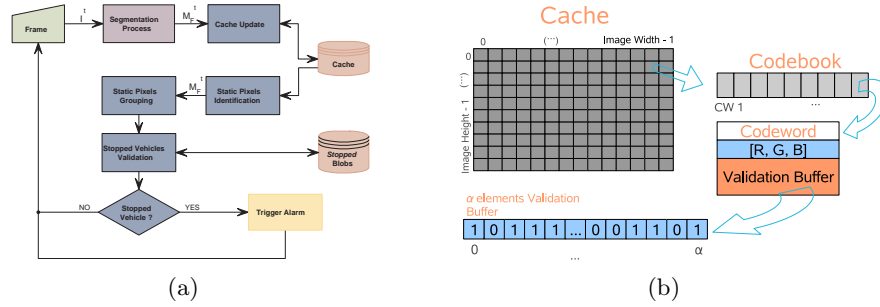 Frame
I t
Segmentation
Process
M F t
Cache Update
Cache
Static Pixels
Grouping
M F t
Static Pixels
Identification
Stopped Vehicles
Validation
Stopped
Blobs
NO
Stopped
Vehicle ?
YES
Trigger Alarm
(a)
Cache
0
(...)
Image Width - 1
0
(...)
Image Height - 1
Codebook
CW 1
...
Codeword
[R, G, B]
Validation Buffer
α elements Validation
Buffer
1 0 1 1 1 ... 0 0 1 1 0 1
0
...
α
(b)